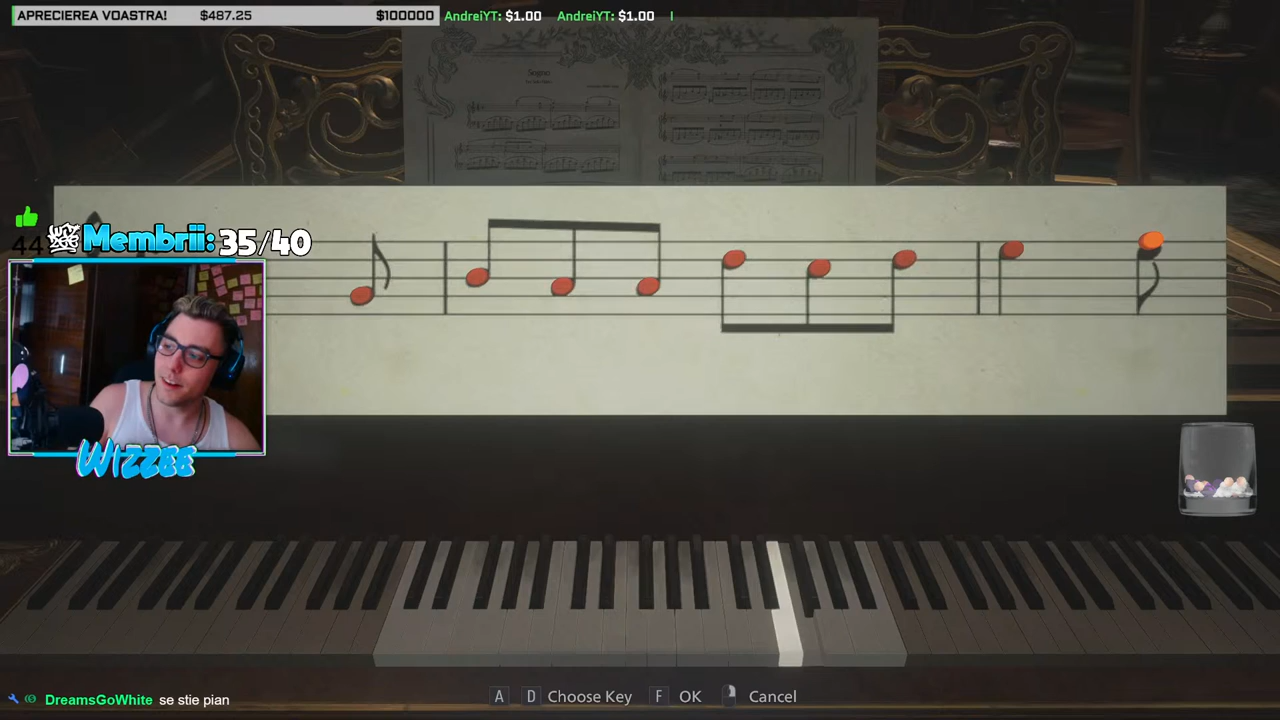 APRECIEREA VOASTRA! $487.25 $100000 AndreiYT: $1.00 AndreiYT: $1.00
Sogno
44
Membrii: 35/40
WIZZEE
A D Choose Key F OK Cancel
DreamsGoWhite se stie pian